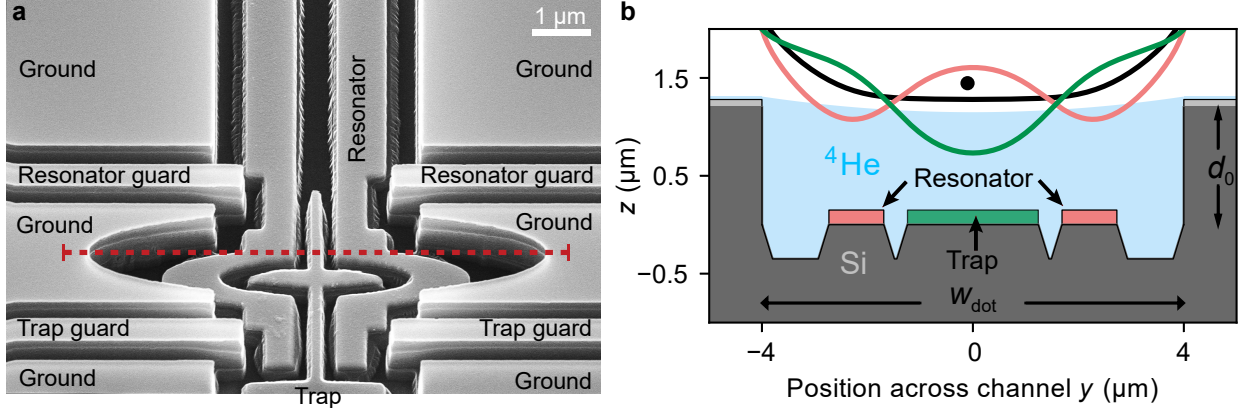 a
1 µm
Ground
Ground
Resonator
Resonator guard
Resonator guard
Ground
Ground
Trap guard
Trap guard
Ground
Ground
Trap
b
z (µm)
1.5
0.5
−0.5
⁴He
Resonator
d₀
Si
Trap
w_dot
−4
0
4
Position across channel y (µm)